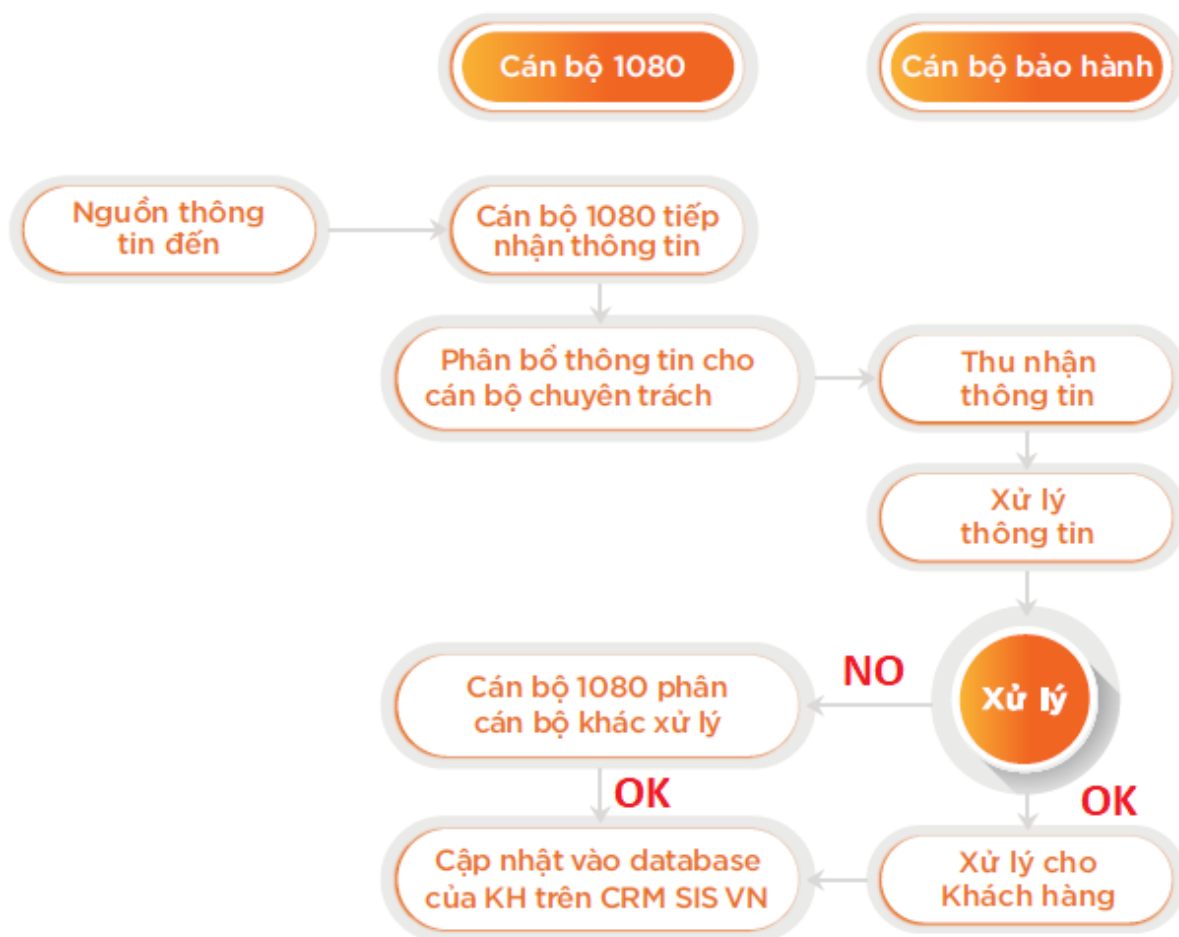 Cán bộ 1080
Cán bộ bảo hành
Nguồn thông
tin đến
Cán bộ 1080 tiếp
nhận thông tin
Phân bổ thông tin cho
cán bộ chuyên trách
Thu nhận
thông tin
Xử lý
thông tin
Xử lý
NO
Cán bộ 1080 phân
cán bộ khác xử lý
OK
OK
Cập nhật vào database
của KH trên CRM SIS VN
Xử lý cho
Khách hàng